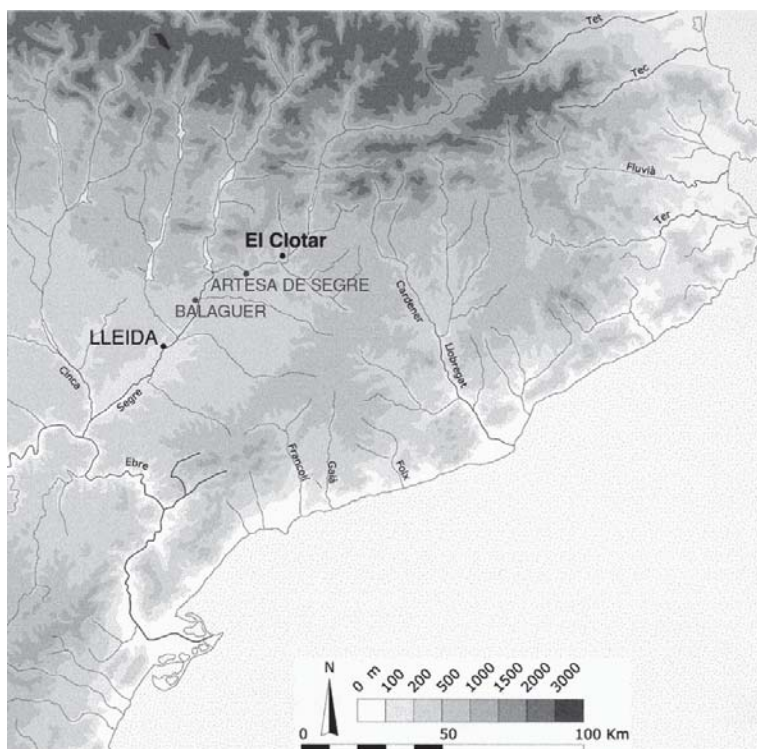 Tet
Tec
Fluvià
Ter
El Clotar
ARTESA DE SEGRE
BALAGUER
LLEIDA
Cardener
Llobregat
Cinca
Segre
Ebre
Francolí
Gaià
Foix
N
0 m 100 200 500 1000 1500 2000 3000
0 50 100 Km